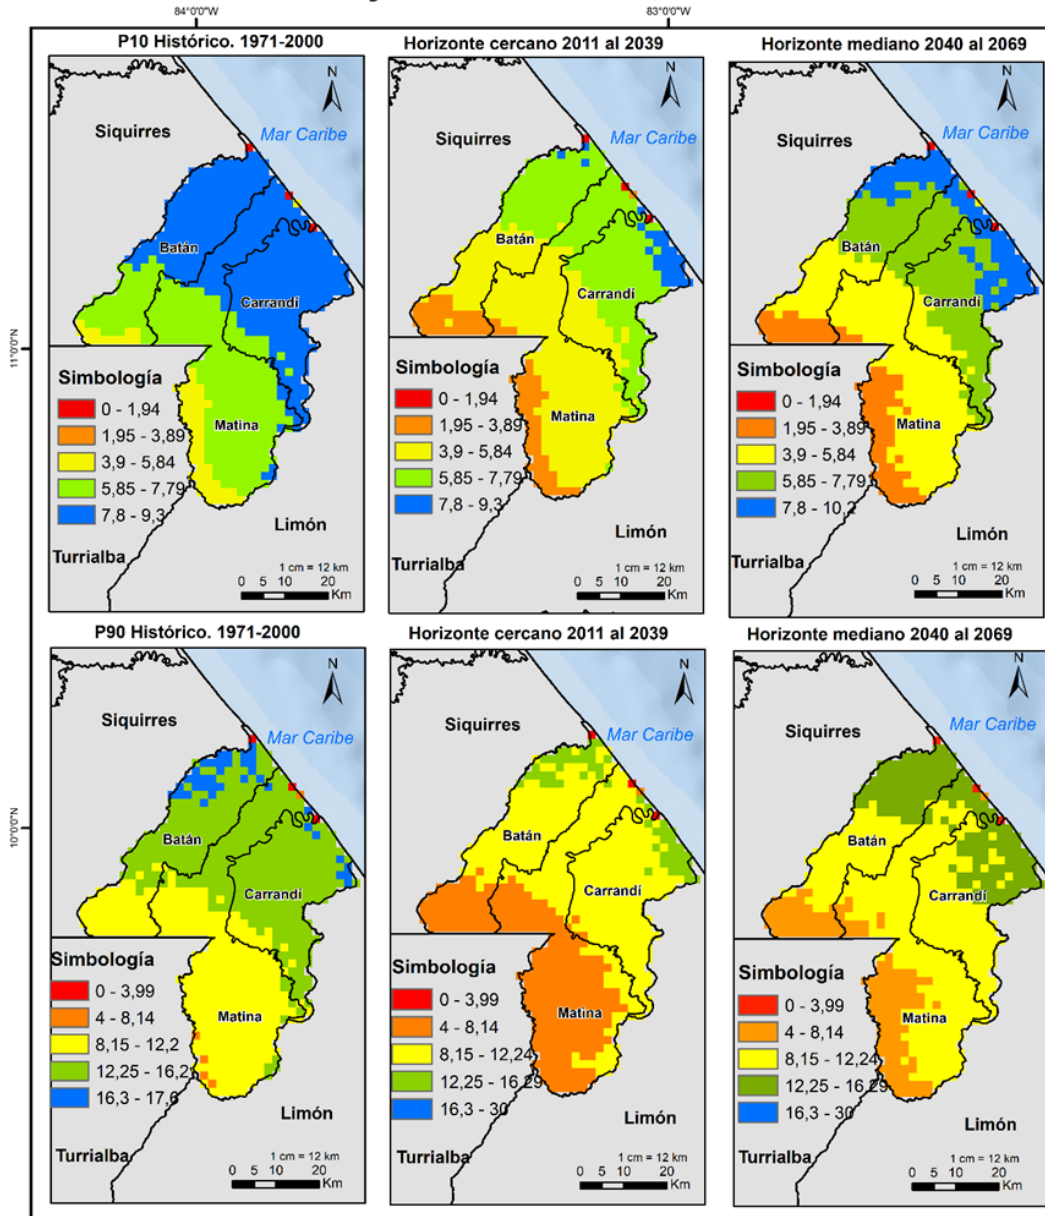 84°0'0"W
83°0'0"W
11°0'0"N
10°0'0"N
P10 Histórico. 1971-2000
N
Siquirres
Mar Caribe
Batán
Carrandí
Matina
Simbología
0 - 1,94
1,95 - 3,89
3,9 - 5,84
5,85 - 7,79
7,8 - 9,3
Limón
Turrialba
1 cm = 12 km
0 5 10 20
Km
Horizonte cercano 2011 al 2039
N
Siquirres
Mar Caribe
Batán
Carrandí
Matina
Simbología
0 - 1,94
1,95 - 3,89
3,9 - 5,84
5,85 - 7,79
7,8 - 9,3
Limón
Turrialba
1 cm = 12 km
0 5 10 20
Km
Horizonte mediano 2040 al 2069
N
Siquirres
Mar Caribe
Batán
Carrandí
Matina
Simbología
0 - 1,94
1,95 - 3,89
3,9 - 5,84
5,85 - 7,79
7,8 - 10,2
Limón
Turrialba
1 cm = 12 km
0 5 10 20
Km
P90 Histórico. 1971-2000
N
Siquirres
Mar Caribe
Batán
Carrandí
Matina
Simbología
0 - 3,99
4 - 8,14
8,15 - 12,2
12,25 - 16,2
16,3 - 17,6
Limón
Turrialba
1 cm = 12 km
0 5 10 20
Km
Horizonte cercano 2011 al 2039
N
Siquirres
Mar Caribe
Batán
Carrandí
Matina
Simbología
0 - 3,99
4 - 8,14
8,15 - 12,24
12,25 - 16,29
16,3 - 30
Limón
Turrialba
1 cm = 12 km
0 5 10 20
Km
Horizonte mediano 2040 al 2069
N
Siquirres
Mar Caribe
Batán
Carrandí
Matina
Simbología
0 - 3,99
4 - 8,14
8,15 - 12,24
12,25 - 16,29
16,3 - 30
Limón
Turrialba
1 cm = 12 km
0 5 10 20
Km